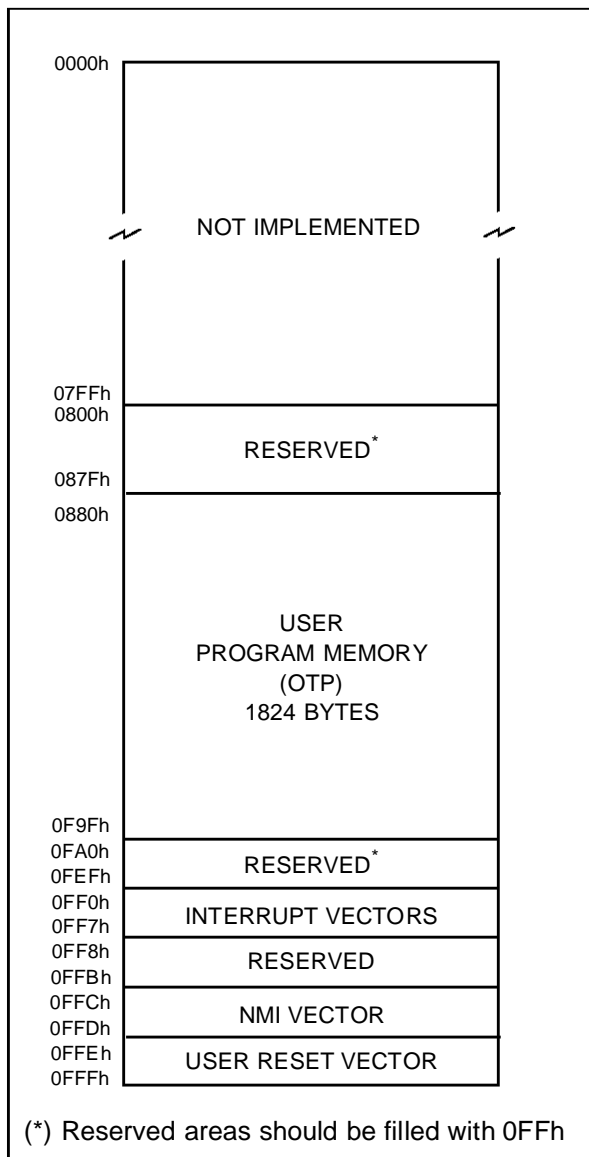 0000h
NOT IMPLEMENTED
07FFh
0800h
RESERVED*
087Fh
0880h
USER
PROGRAM MEMORY
(OTP)
1824 BYTES
0F9Fh
0FA0h
RESERVED*
0FEFh
0FF0h
INTERRUPT VECTORS
0FF7h
0FF8h
RESERVED
0FFBh
0FFCh
NMI VECTOR
0FFDh
0FFEh
USER RESET VECTOR
0FFFh
(*) Reserved areas should be filled with 0FFh